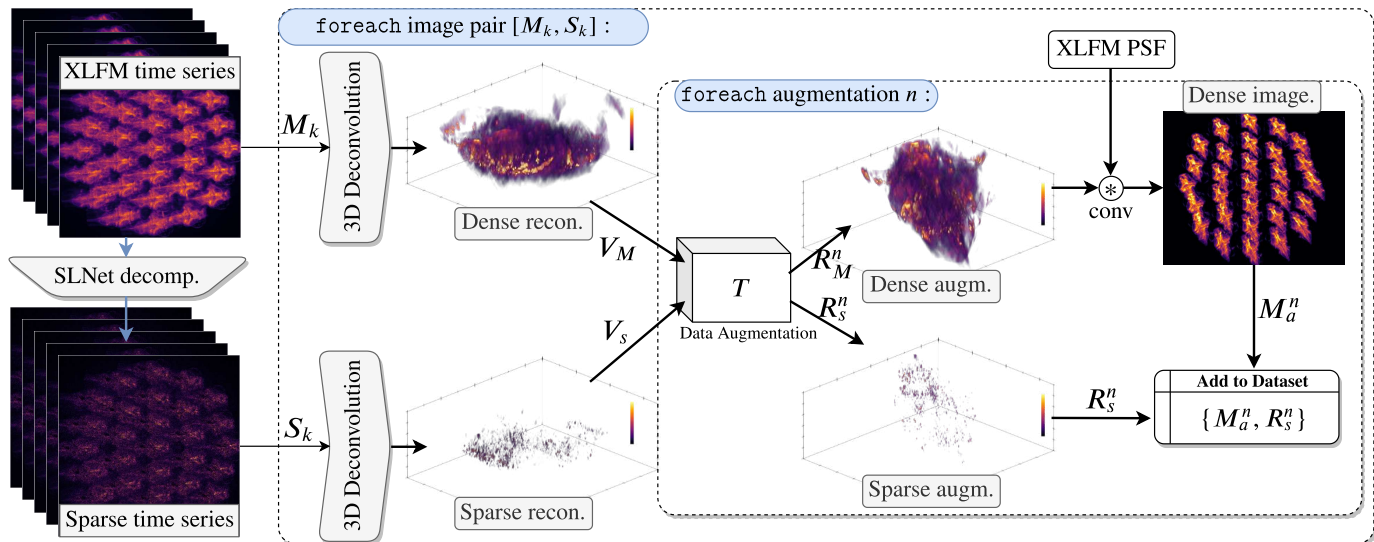 foreach image pair [M_k, S_k] :
XLFM time series
XLFM PSF
foreach augmentation n :
Dense image.
M_k
3D Deconvolution
Dense recon.
V_M
SLNet decomp.
T
Data Augmentation
R_M^n
Dense augm.
*
conv
M_a^n
R_s^n
V_s
Sparse time series
S_k
3D Deconvolution
Sparse recon.
Sparse augm.
R_s^n
Add to Dataset
{ M_a^n, R_s^n }